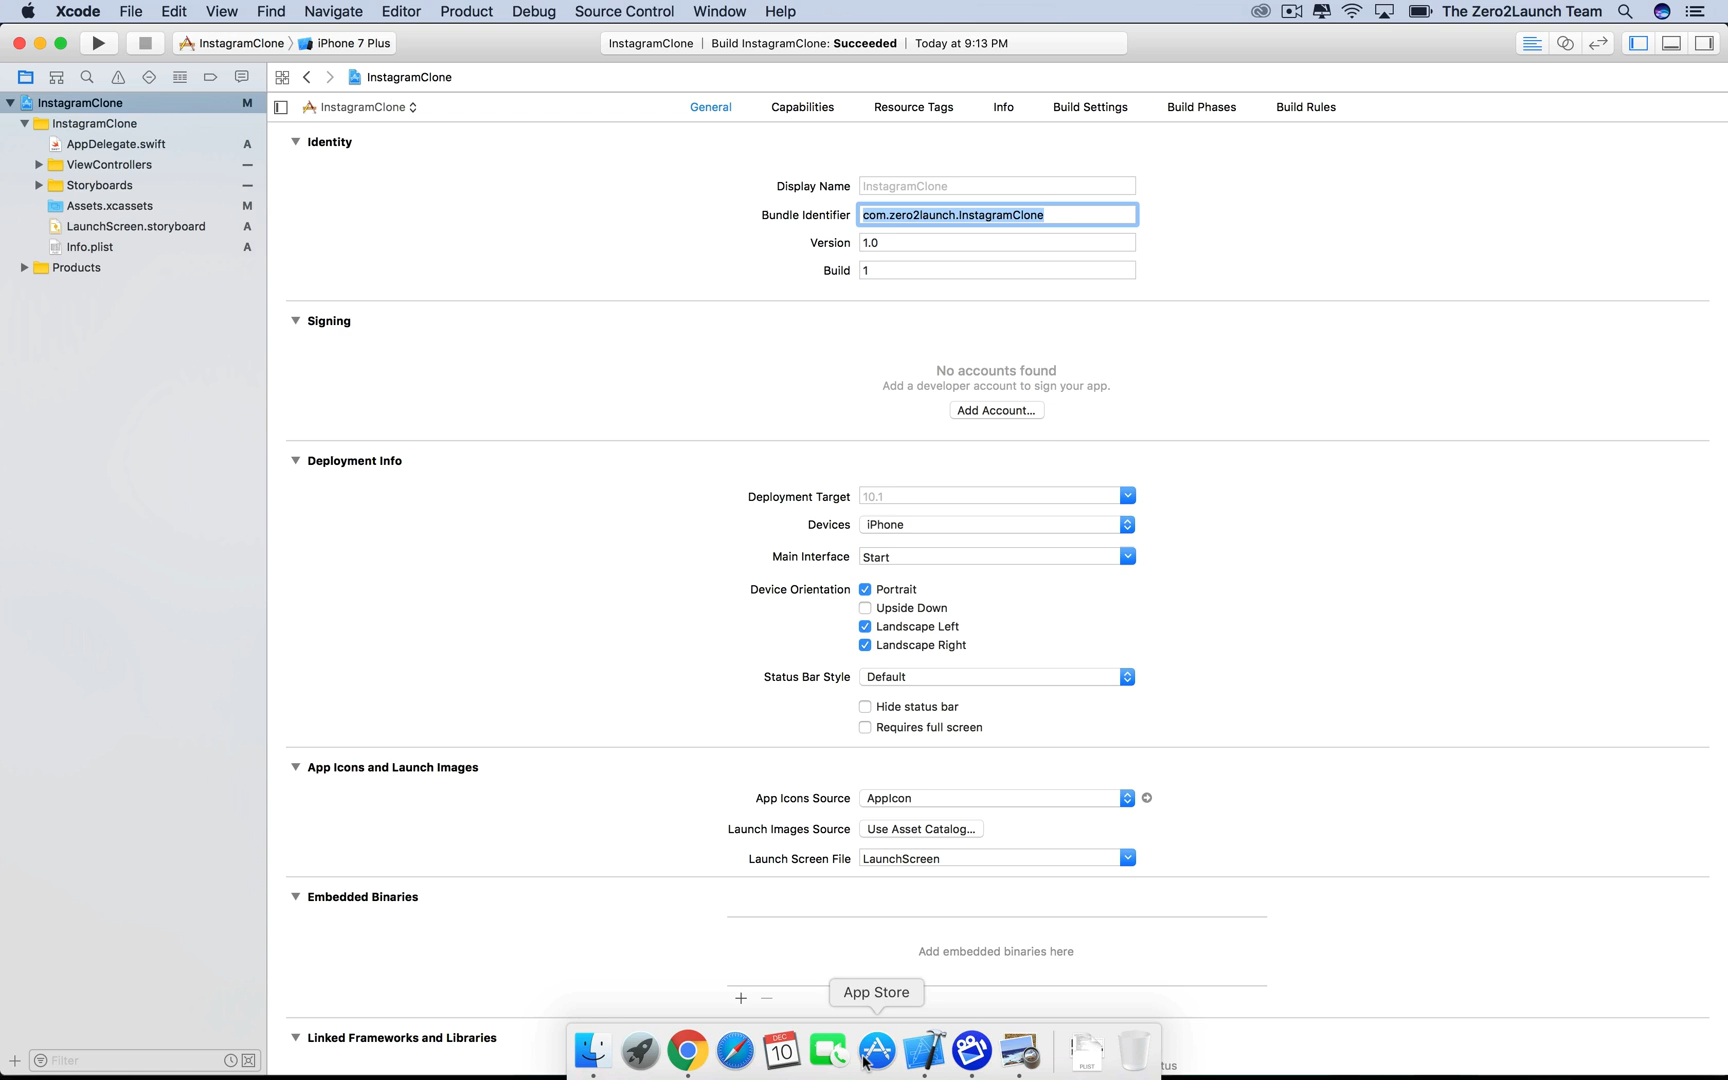 Xcode File Edit View Find Navigate Editor Product Debug Source Control Window Help The Zero2Launch Team
InstagramClone iPhone 7 Plus InstagramClone | Build InstagramClone: Succeeded | Today at 9:13 PM
InstagramClone
InstagramClone M
InstagramClone General Capabilities Resource Tags Info Build Settings Build Phases Build Rules
InstagramClone
AppDelegate.swift A
ViewControllers
Storyboards
Assets.xcassets M
LaunchScreen.storyboard A
Info.plist A
Products
Identity
Display Name InstagramClone
Bundle Identifier com.zero2launch.InstagramClone
Version 1.0
Build 1
Signing
No accounts found
Add a developer account to sign your app.
Add Account...
Deployment Info
Deployment Target 10.1
Devices iPhone
Main Interface Start
Device Orientation Portrait
Upside Down
Landscape Left
Landscape Right
Status Bar Style Default
Hide status bar
Requires full screen
App Icons and Launch Images
App Icons Source AppIcon
Launch Images Source Use Asset Catalog...
Launch Screen File LaunchScreen
Embedded Binaries
Add embedded binaries here
App Store
Linked Frameworks and Libraries
Filter
DEC
10
PLIST
tus